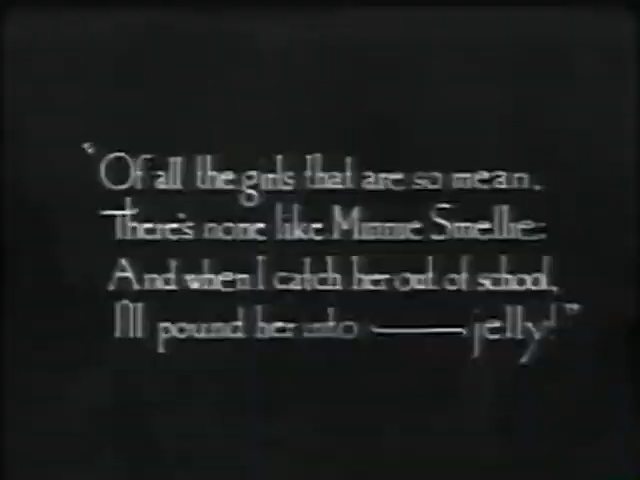 "Of all the girls that are so mean,
There's none like Minnie Smellie;
And when I catch her out of school,
I'll pound her into —— jelly!"